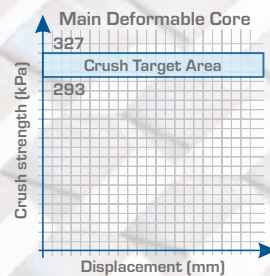 Main Deformable Core
327
Crush Target Area
293
Crush strength (kPa)
Displacement (mm)